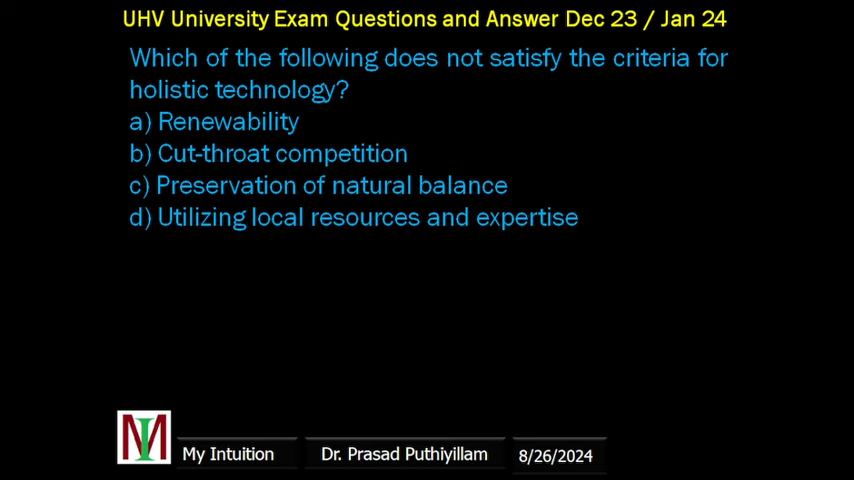 UHV University Exam Questions and Answer Dec 23 / Jan 24
Which of the following does not satisfy the criteria for
holistic technology?
a) Renewability
b) Cut-throat competition
c) Preservation of natural balance
d) Utilizing local resources and expertise
MI
My Intuition
Dr. Prasad Puthiyillam
8/26/2024